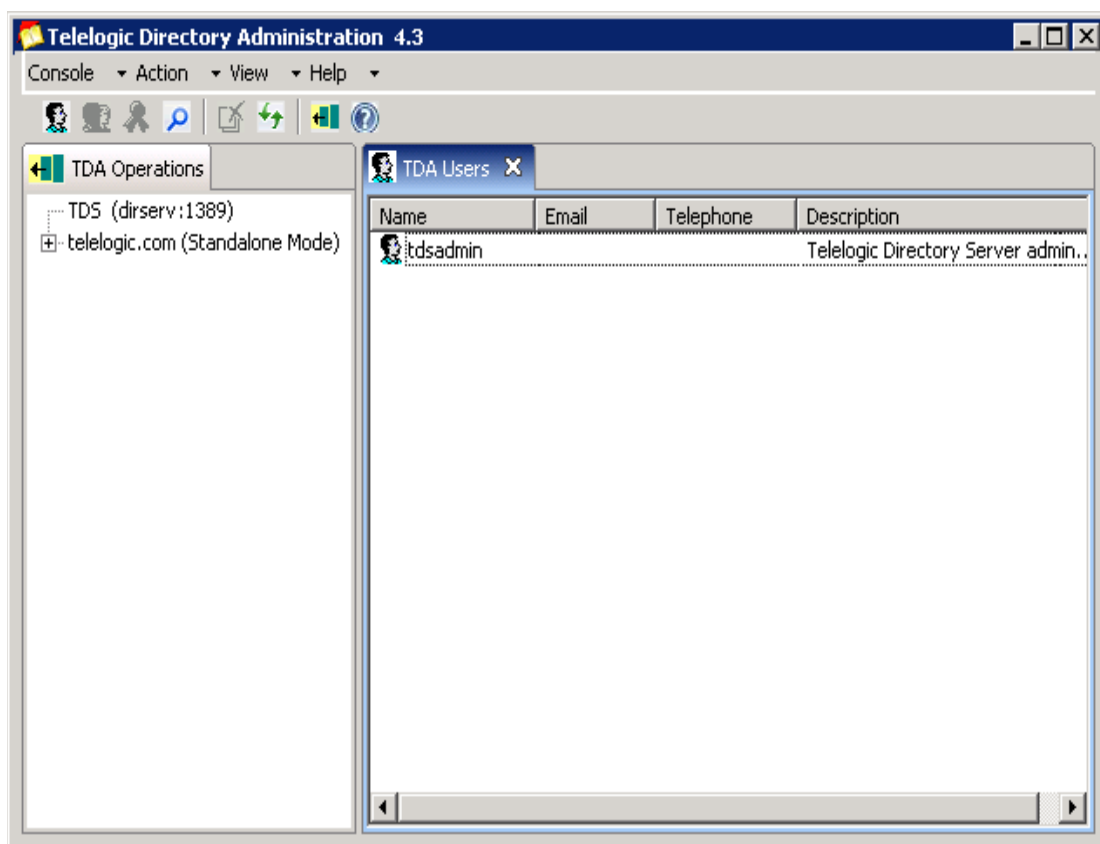 Telelogic Directory Administration 4.3
Console Action View Help
TDA Operations
TDS (dirserv:1389)
telelogic.com (Standalone Mode)
TDA Users
Name Email Telephone Description
tdsadmin Telelogic Directory Server admin..